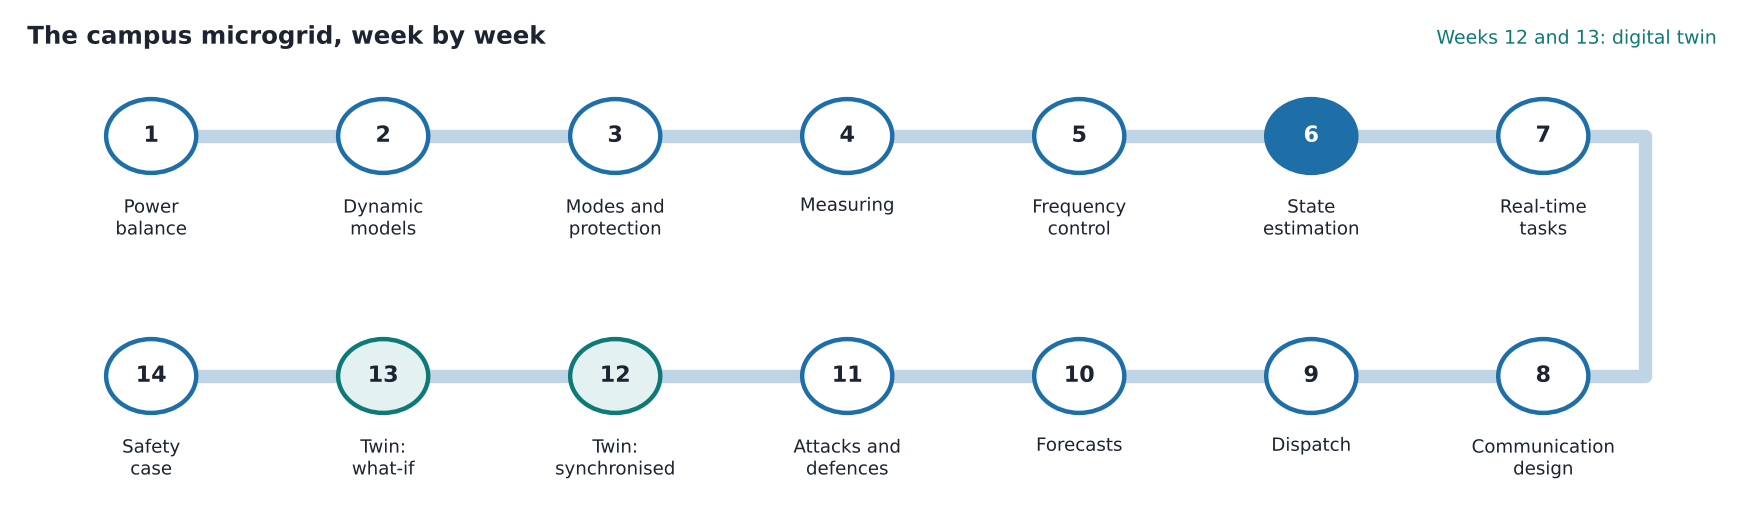 The campus microgrid, week by week
Weeks 12 and 13: digital twin
1
2
3
4
5
6
7
Power
balance
Dynamic
models
Modes and
protection
Measuring
Frequency
control
State
estimation
Real-time
tasks
14
13
12
11
10
9
8
Safety
case
Twin:
what-if
Twin:
synchronised
Attacks and
defences
Forecasts
Dispatch
Communication
design